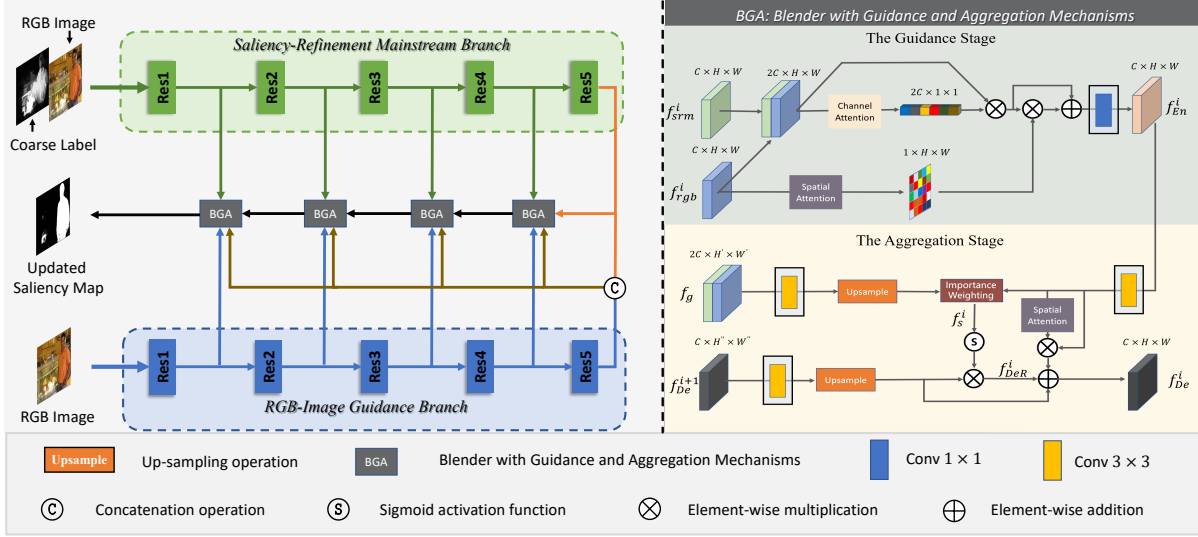 RGB Image
Saliency-Refinement Mainstream Branch
Res1
Res2
Res3
Res4
Res5
Coarse Label
BGA
BGA
BGA
BGA
Updated
Saliency Map
C
Res1
Res2
Res3
Res4
Res5
RGB Image
RGB-Image Guidance Branch
BGA: Blender with Guidance and Aggregation Mechanisms
The Guidance Stage
C × H × W
2C × H × W
C × H × W
2C × 1 × 1
f^i_srm
Channel
Attention
f^i_En
C × H × W
1 × H × W
f^i_rgb
Spatial
Attention
The Aggregation Stage
2C × H' × W'
f_g
Upsample
Importance
Weighting
f^i_s
Spatial
Attention
S
C × H'' × W''
C × H × W
f^{i+1}_De
Upsample
f^i_DeR
f^i_De
Upsample
Up-sampling operation
BGA
Blender with Guidance and Aggregation Mechanisms
Conv 1 × 1
Conv 3 × 3
C
Concatenation operation
S
Sigmoid activation function
Element-wise multiplication
Element-wise addition